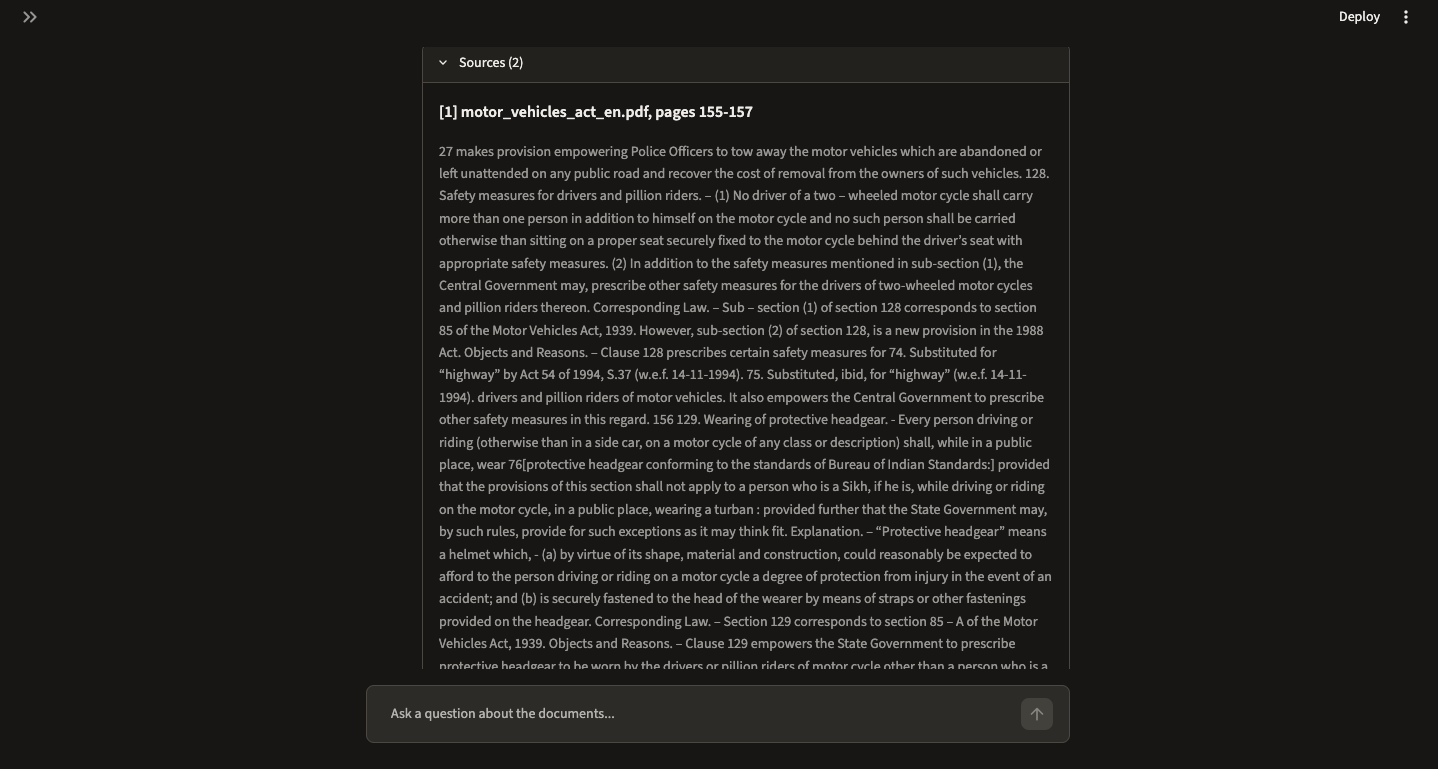 Deploy
Sources (2)
[1] motor_vehicles_act_en.pdf, pages 155-157
27 makes provision empowering Police Officers to tow away the motor vehicles which are abandoned or
left unattended on any public road and recover the cost of removal from the owners of such vehicles. 128.
Safety measures for drivers and pillion riders. – (1) No driver of a two – wheeled motor cycle shall carry
more than one person in addition to himself on the motor cycle and no such person shall be carried
otherwise than sitting on a proper seat securely fixed to the motor cycle behind the driver’s seat with
appropriate safety measures. (2) In addition to the safety measures mentioned in sub-section (1), the
Central Government may, prescribe other safety measures for the drivers of two-wheeled motor cycles
and pillion riders thereon. Corresponding Law. – Sub – section (1) of section 128 corresponds to section
85 of the Motor Vehicles Act, 1939. However, sub-section (2) of section 128, is a new provision in the 1988
Act. Objects and Reasons. – Clause 128 prescribes certain safety measures for 74. Substituted for
“highway” by Act 54 of 1994, S.37 (w.e.f. 14-11-1994). 75. Substituted, ibid, for “highway” (w.e.f. 14-11-
1994). drivers and pillion riders of motor vehicles. It also empowers the Central Government to prescribe
other safety measures in this regard. 156 129. Wearing of protective headgear. - Every person driving or
riding (otherwise than in a side car, on a motor cycle of any class or description) shall, while in a public
place, wear 76[protective headgear conforming to the standards of Bureau of Indian Standards:] provided
that the provisions of this section shall not apply to a person who is a Sikh, if he is, while driving or riding
on the motor cycle, in a public place, wearing a turban : provided further that the State Government may,
by such rules, provide for such exceptions as it may think fit. Explanation. – “Protective headgear” means
a helmet which, - (a) by virtue of its shape, material and construction, could reasonably be expected to
afford to the person driving or riding on a motor cycle a degree of protection from injury in the event of an
accident; and (b) is securely fastened to the head of the wearer by means of straps or other fastenings
provided on the headgear. Corresponding Law. – Section 129 corresponds to section 85 – A of the Motor
Vehicles Act, 1939. Objects and Reasons. – Clause 129 empowers the State Government to prescribe
protective headgear to be worn by the drivers or pillion riders of motor cycle other than a person who is a
Ask a question about the documents...